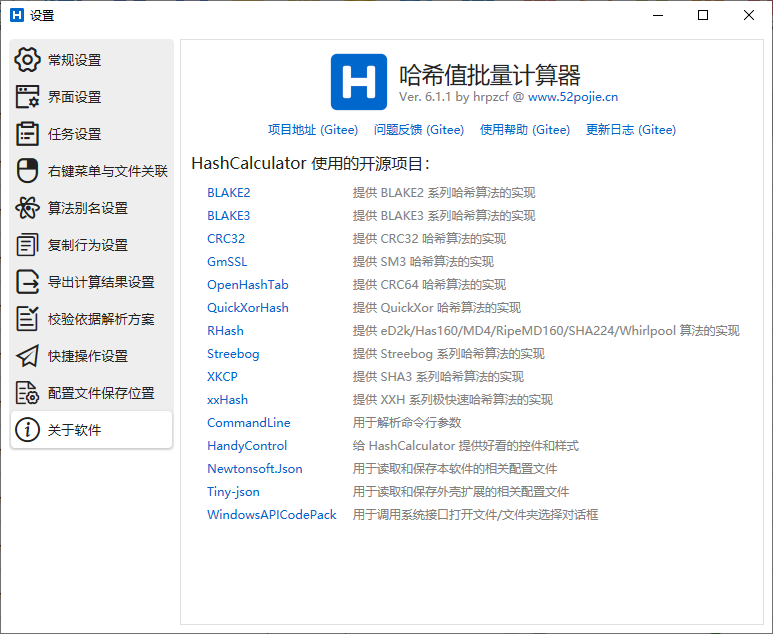 设置
常规设置
界面设置
任务设置
右键菜单与文件关联
算法别名设置
复制行为设置
导出计算结果设置
校验依据解析方案
快捷操作设置
配置文件保存位置
关于软件
H
哈希值批量计算器
Ver. 6.1.1 by hrpzcf @ www.52pojie.cn
项目地址 (Gitee) 问题反馈 (Gitee) 使用帮助 (Gitee) 更新日志 (Gitee)
HashCalculator 使用的开源项目：
BLAKE2 提供 BLAKE2 系列哈希算法的实现
BLAKE3 提供 BLAKE3 系列哈希算法的实现
CRC32 提供 CRC32 哈希算法的实现
GmSSL 提供 SM3 哈希算法的实现
OpenHashTab 提供 CRC64 哈希算法的实现
QuickXorHash 提供 QuickXor 哈希算法的实现
RHash 提供 eD2k/Has160/MD4/RipeMD160/SHA224/Whirlpool 算法的实现
Streebog 提供 Streebog 系列哈希算法的实现
XKCP 提供 SHA3 系列哈希算法的实现
xxHash 提供 XXH 系列极快速哈希算法的实现
CommandLine 用于解析命令行参数
HandyControl 给 HashCalculator 提供好看的控件和样式
Newtonsoft.Json 用于读取和保存本软件的相关配置文件
Tiny-json 用于读取和保存外壳扩展的相关配置文件
WindowsAPICodePack 用于调用系统接口打开文件/文件夹选择对话框